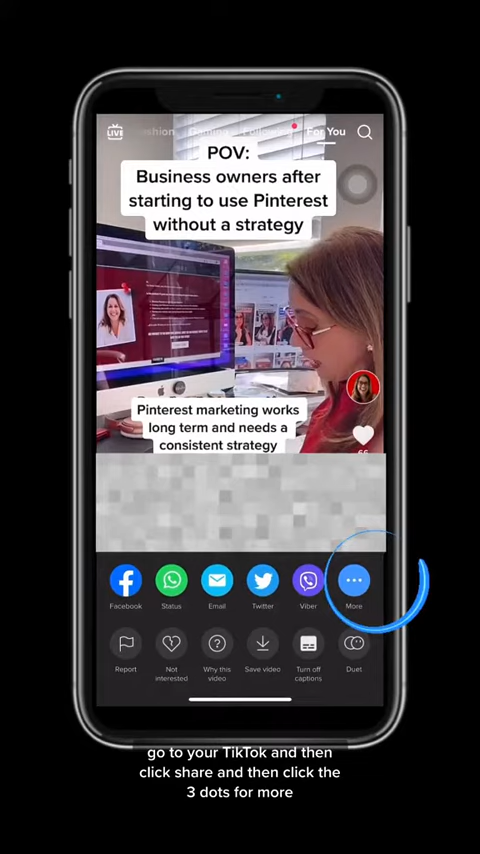 LIVE
Fashion Gaming Following For You
POV:
Business owners after
starting to use Pinterest
without a strategy
Pinterest marketing works
long term and needs a
consistent strategy
Facebook Status Email Twitter Viber More
Report Not interested Why this video Save video Turn off captions Duet
go to your TikTok and then
click share and then click the
3 dots for more